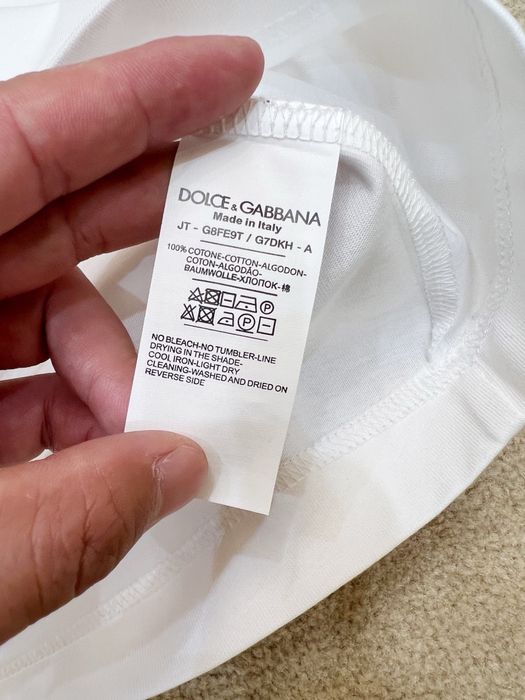 DOLCE & GABBANA
Made in Italy
JT - G8FE9T / G7DKH - A
100% COTONE-COTTON-ALGODON-
COTON-ALGODÃO-
BAUMWOLLE-ХЛОПОК-棉
NO BLEACH-NO TUMBLER-LINE
DRYING IN THE SHADE-
COOL IRON-LIGHT DRY
CLEANING-WASHED AND DRIED ON
REVERSE SIDE